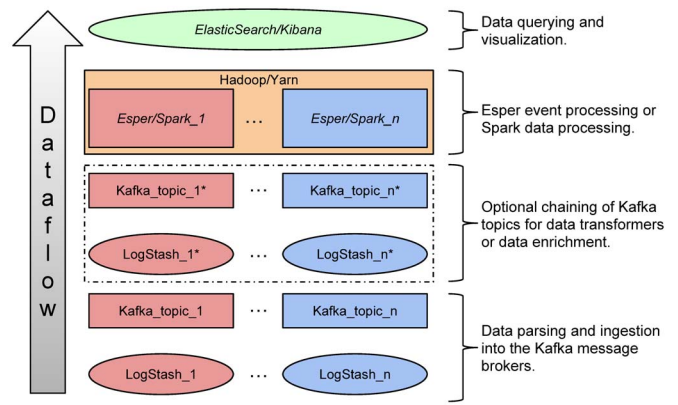 Dataflow
ElasticSearch/Kibana
Data querying and
visualization.
Hadoop/Yarn
Esper/Spark_1 ... Esper/Spark_n
Esper event processing or
Spark data processing.
Kafka_topic_1* ... Kafka_topic_n*
LogStash_1* ... LogStash_n*
Optional chaining of Kafka
topics for data transformers
or data enrichment.
Kafka_topic_1 ... Kafka_topic_n
LogStash_1 ... LogStash_n
Data parsing and ingestion
into the Kafka message
brokers.